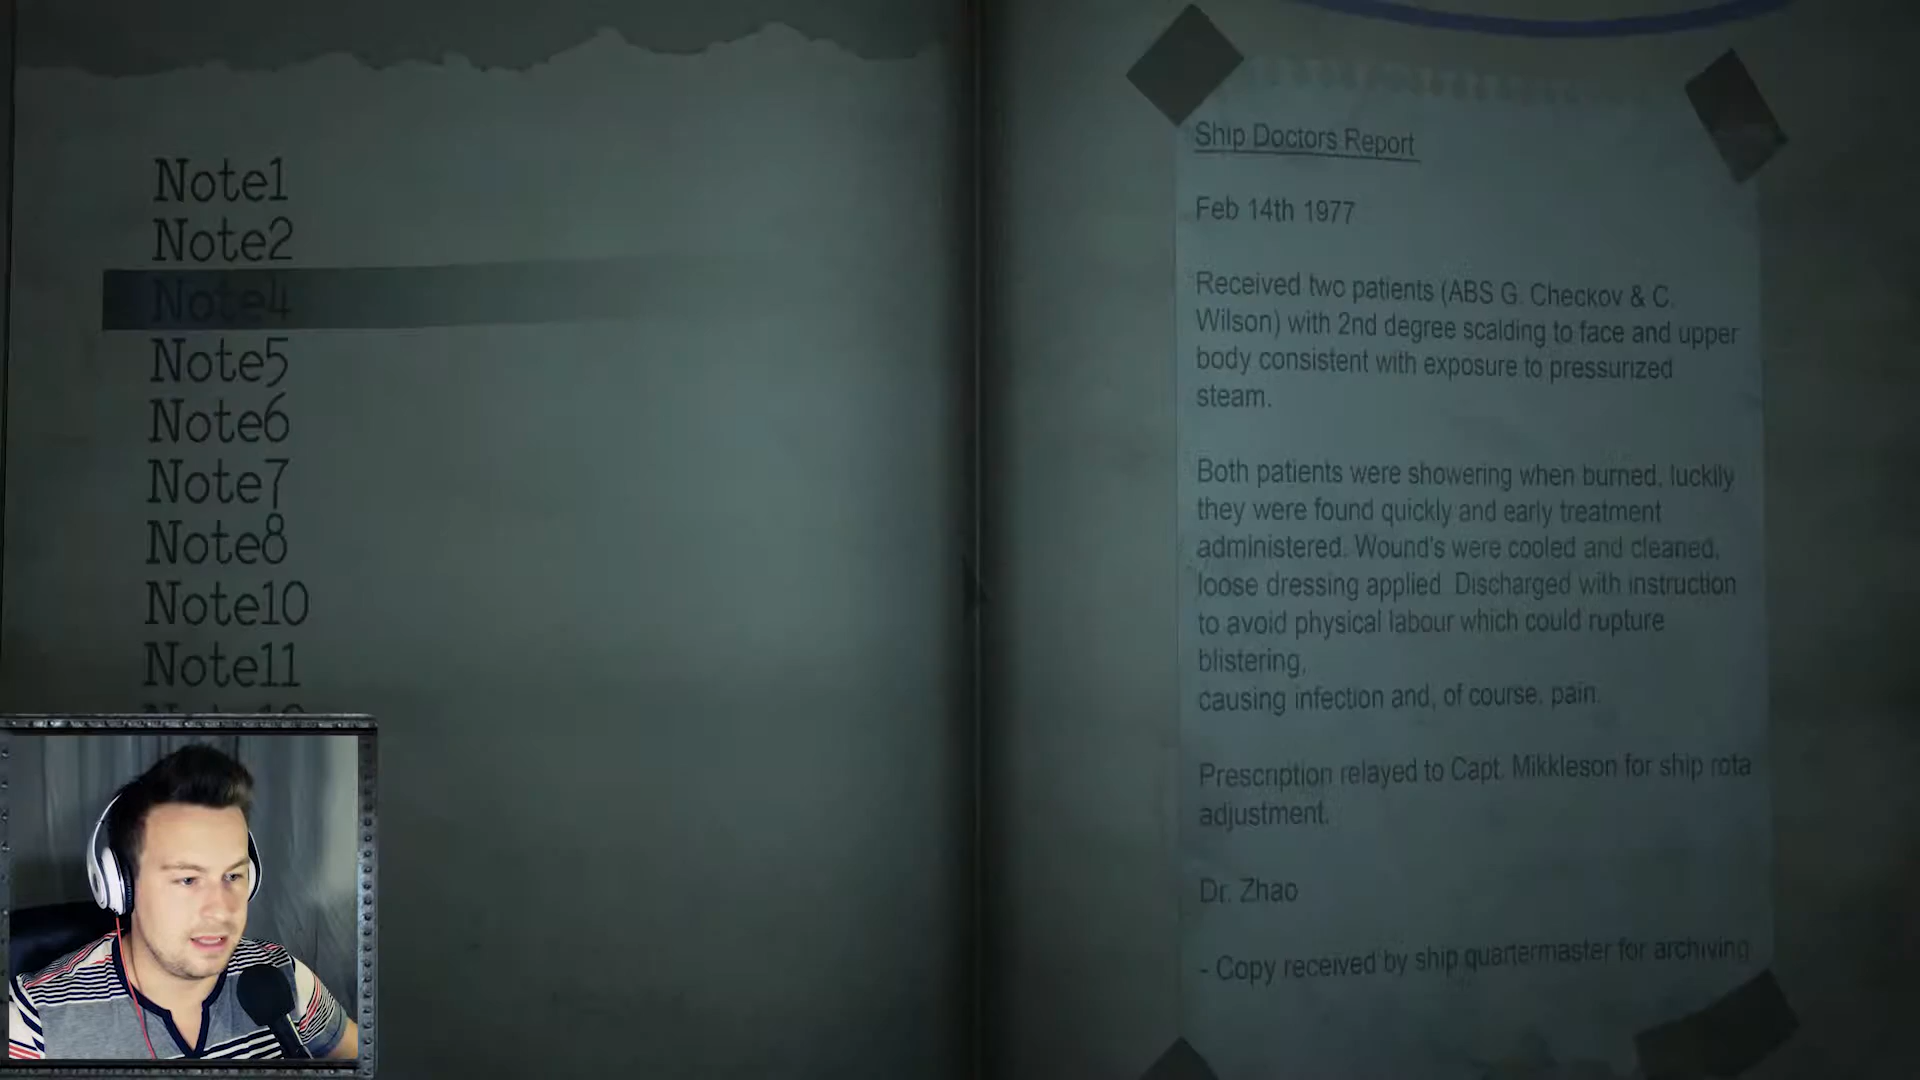 Note1
Note2
Note4
Note5
Note6
Note7
Note8
Note10
Note11
Ship Doctors Report
Feb 14th 1977
Received two patients (ABS G. Checkov & C.
Wilson) with 2nd degree scalding to face and upper
body consistent with exposure to pressurized
steam.
Both patients were showering when burned, luckily
they were found quickly and early treatment
administered. Wound's were cooled and cleaned,
loose dressing applied. Discharged with instruction
to avoid physical labour which could rupture
blistering,
causing infection and, of course, pain.
Prescription relayed to Capt. Mikkleson for ship rota
adjustment.
Dr. Zhao
- Copy received by ship quartermaster for archiving